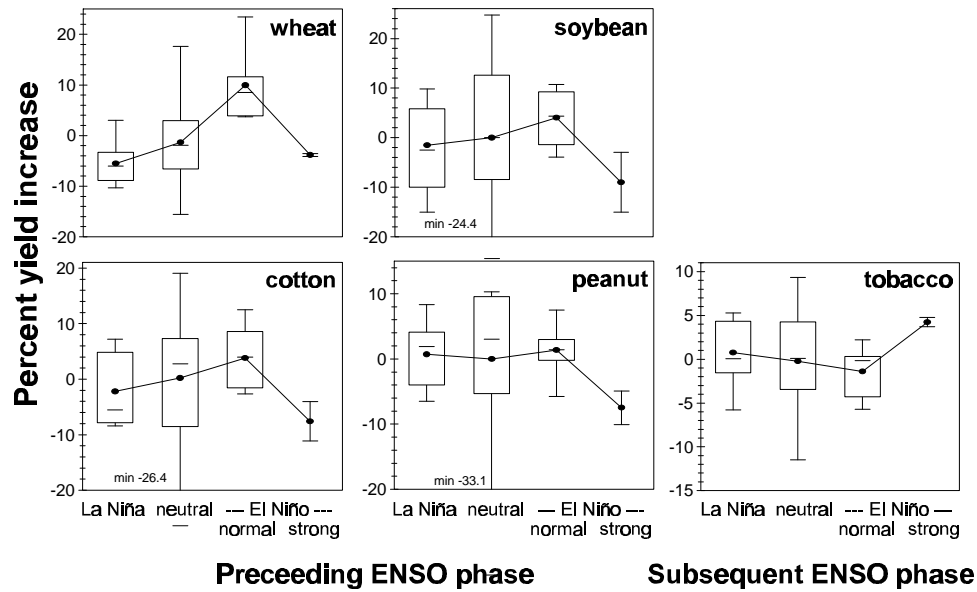 Percent yield increase
wheat
20
10
0
-10
-20
soybean
20
10
0
-10
-20
min -24.4
cotton
20
10
0
-10
-20
min -26.4
La Niña neutral --- El Niño ---
normal strong
peanut
10
0
-10
-20
min -33.1
La Niña neutral — El Niño ---
normal strong
tobacco
10
5
0
-5
-10
-15
La Niña neutral --- El Niño —
normal strong
Preceeding ENSO phase
Subsequent ENSO phase